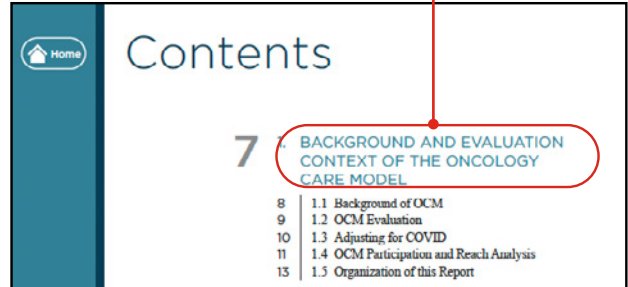 Home
Contents
7 1. BACKGROUND AND EVALUATION
CONTEXT OF THE ONCOLOGY
CARE MODEL
8 1.1 Background of OCM
9 1.2 OCM Evaluation
10 1.3 Adjusting for COVID
11 1.4 OCM Participation and Reach Analysis
13 1.5 Organization of this Report